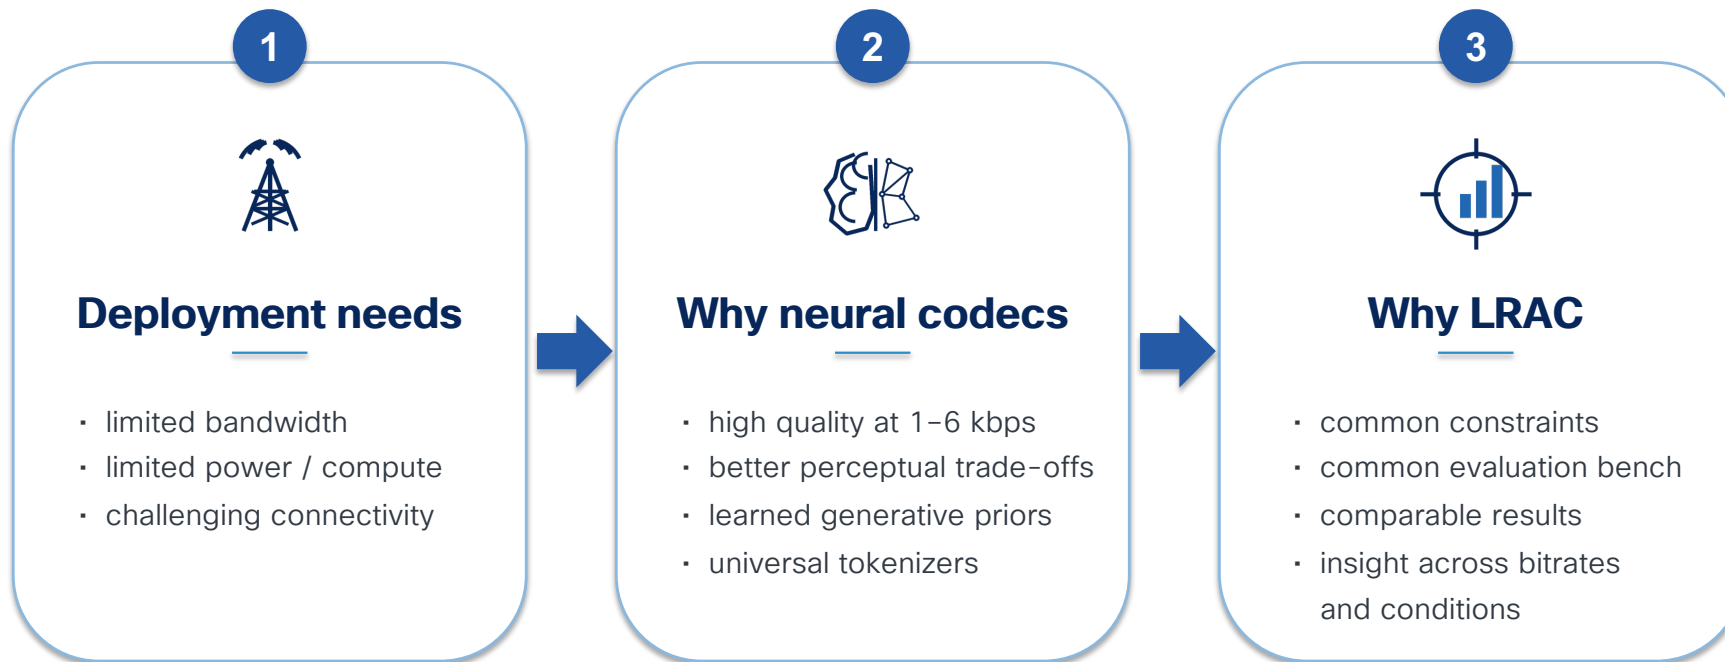 1
Deployment needs
· limited bandwidth
· limited power / compute
· challenging connectivity
2
Why neural codecs
· high quality at 1–6 kbps
· better perceptual trade-offs
· learned generative priors
· universal tokenizers
3
Why LRAC
· common constraints
· common evaluation bench
· comparable results
· insight across bitrates
and conditions